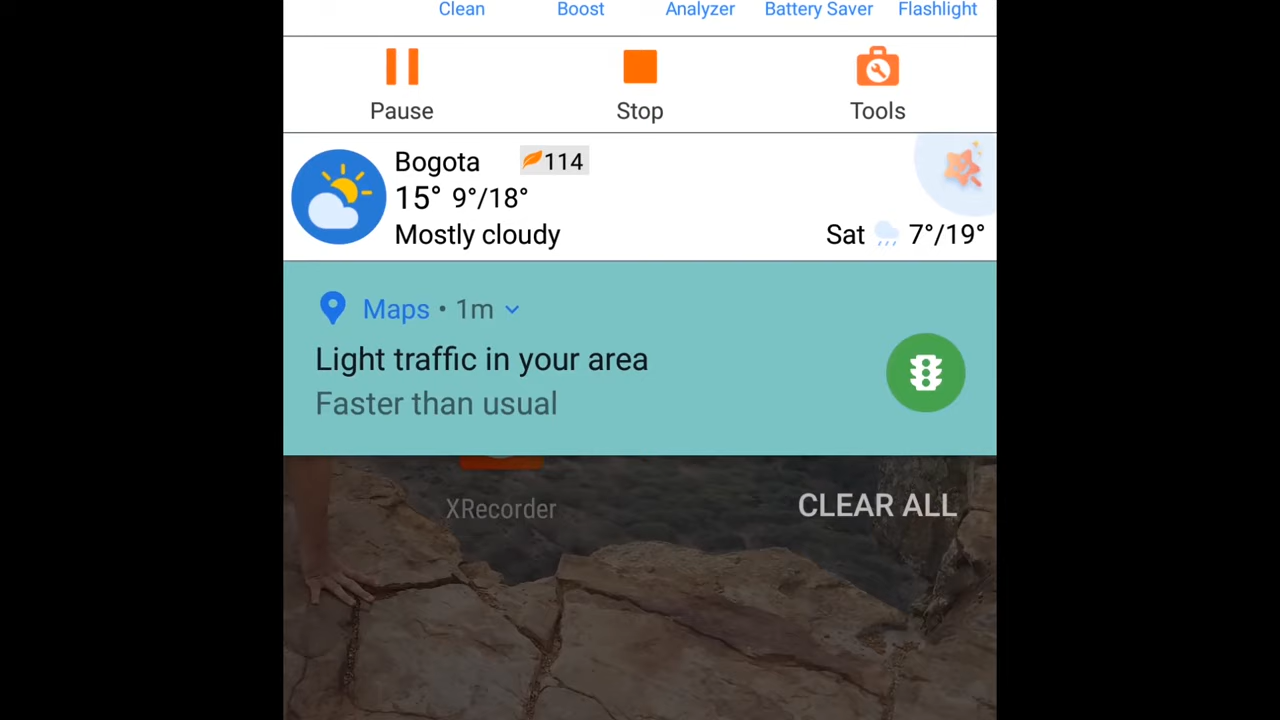 Clean Boost Analyzer Battery Saver Flashlight
Pause Stop Tools
Bogota 114
15° 9°/18°
Mostly cloudy Sat 7°/19°
Maps • 1m
Light traffic in your area
Faster than usual
XRecorder CLEAR ALL